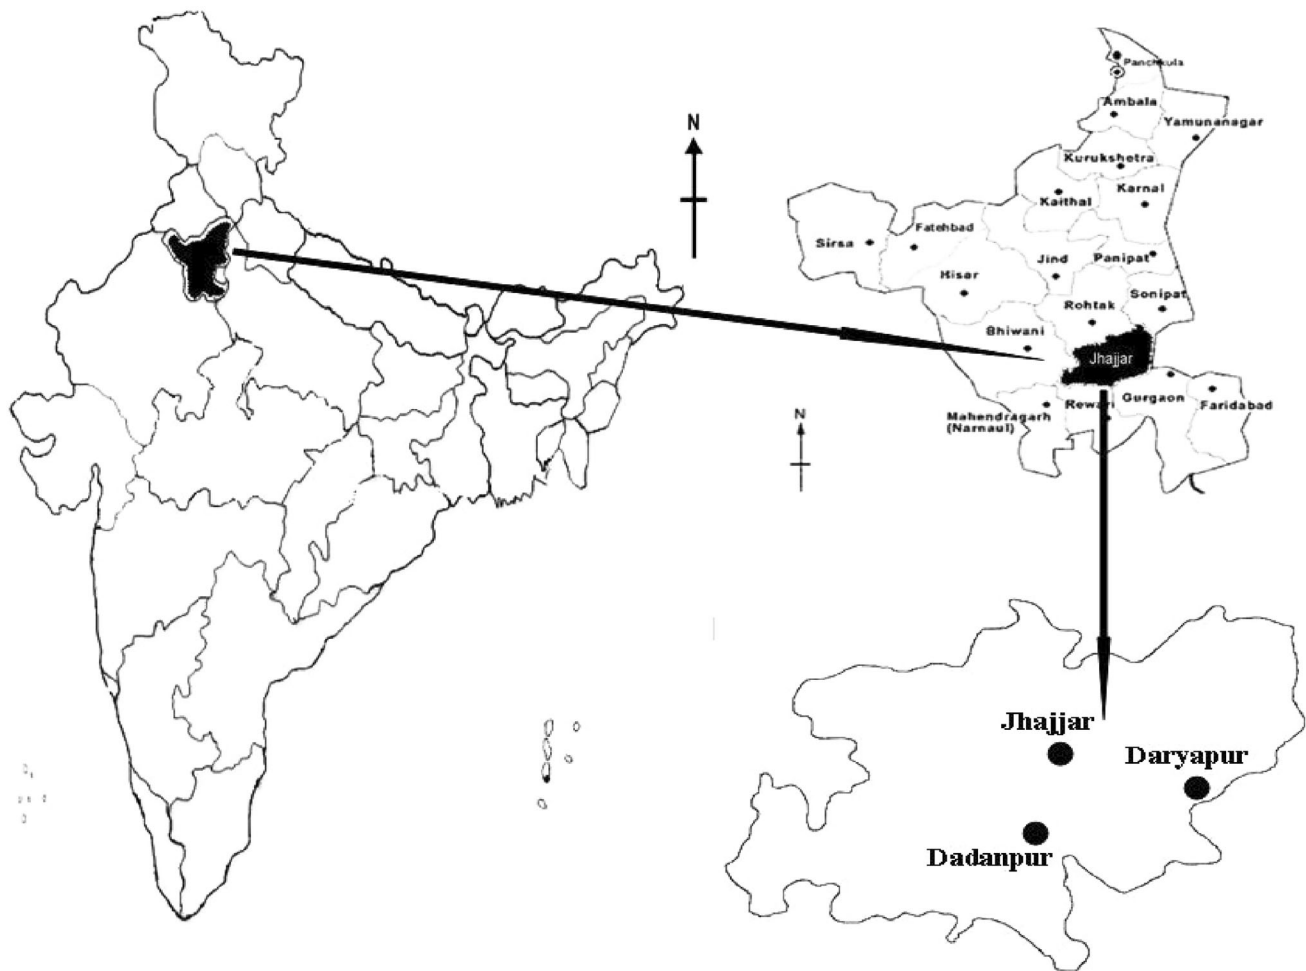 N
Panchkula
Ambala
Yamunanagar
Kurukshetra
Karnal
Kaithal
Fatehbad
Sirsa
Jind
Panipat
Hisar
Sonipat
Rohtak
Bhiwani
Jhajjar
Gurgaon
Rewari
Faridabad
Mahendragarh
(Narnaul)
N
Jhajjar
Daryapur
Dadanpur